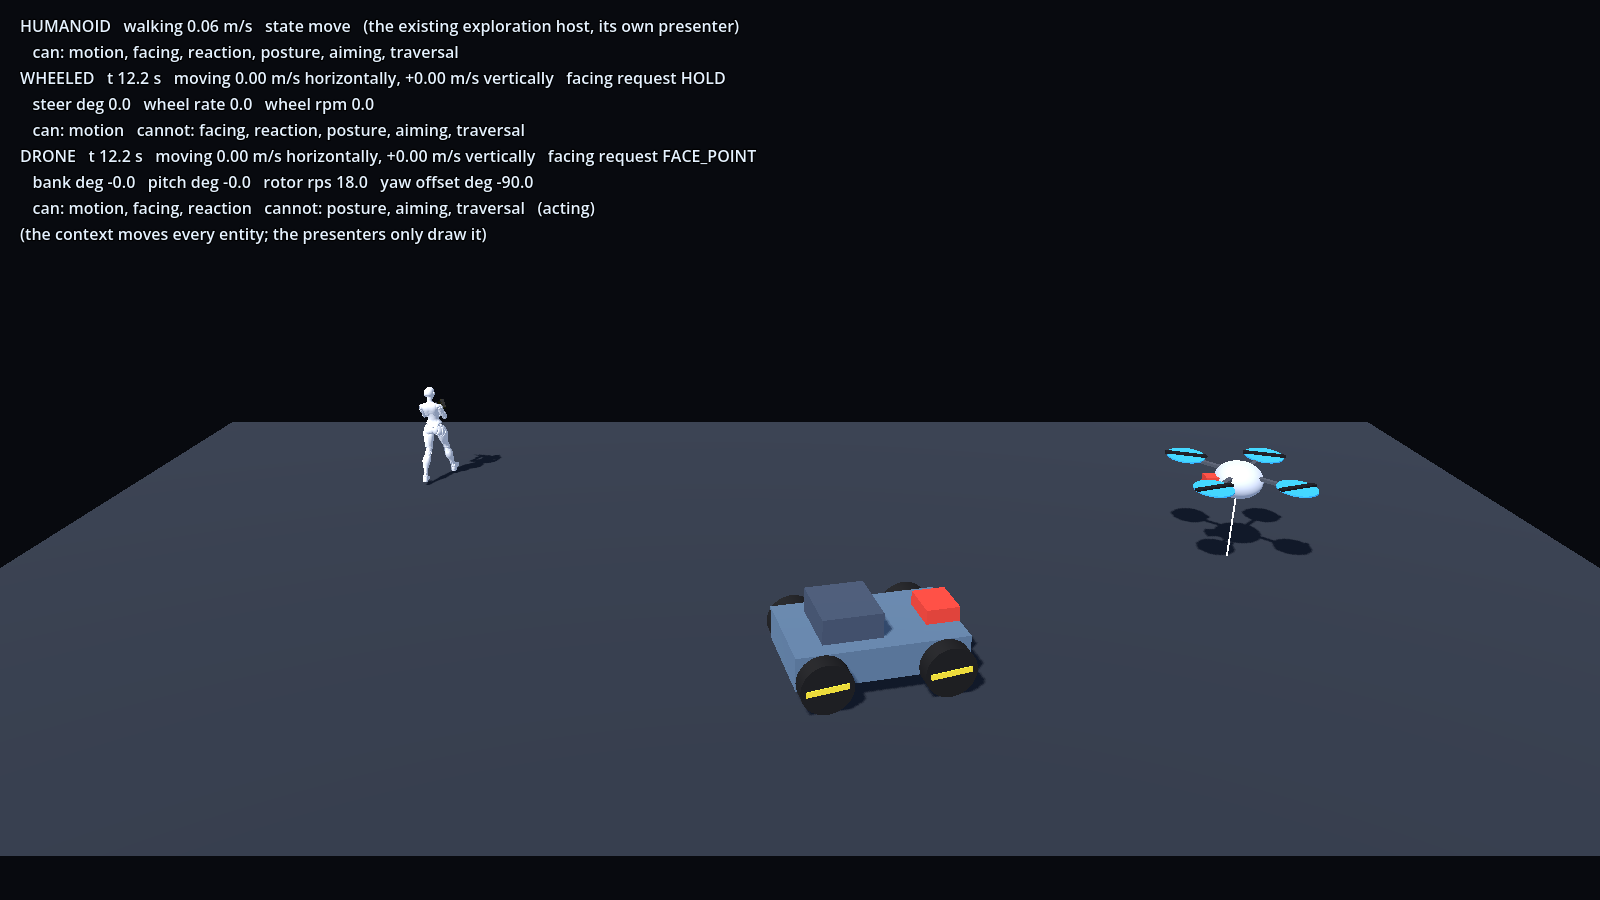 HUMANOID walking 0.06 m/s state move (the existing exploration host, its own presenter)
can: motion, facing, reaction, posture, aiming, traversal
WHEELED t 12.2 s moving 0.00 m/s horizontally, +0.00 m/s vertically facing request HOLD
steer deg 0.0 wheel rate 0.0 wheel rpm 0.0
can: motion cannot: facing, reaction, posture, aiming, traversal
DRONE t 12.2 s moving 0.00 m/s horizontally, +0.00 m/s vertically facing request FACE_POINT
bank deg -0.0 pitch deg -0.0 rotor rps 18.0 yaw offset deg -90.0
can: motion, facing, reaction cannot: posture, aiming, traversal (acting)
(the context moves every entity; the presenters only draw it)